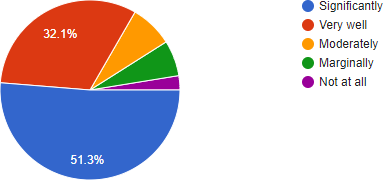 32.1%
51.3%
Significantly
Very well
Moderately
Marginally
Not at all